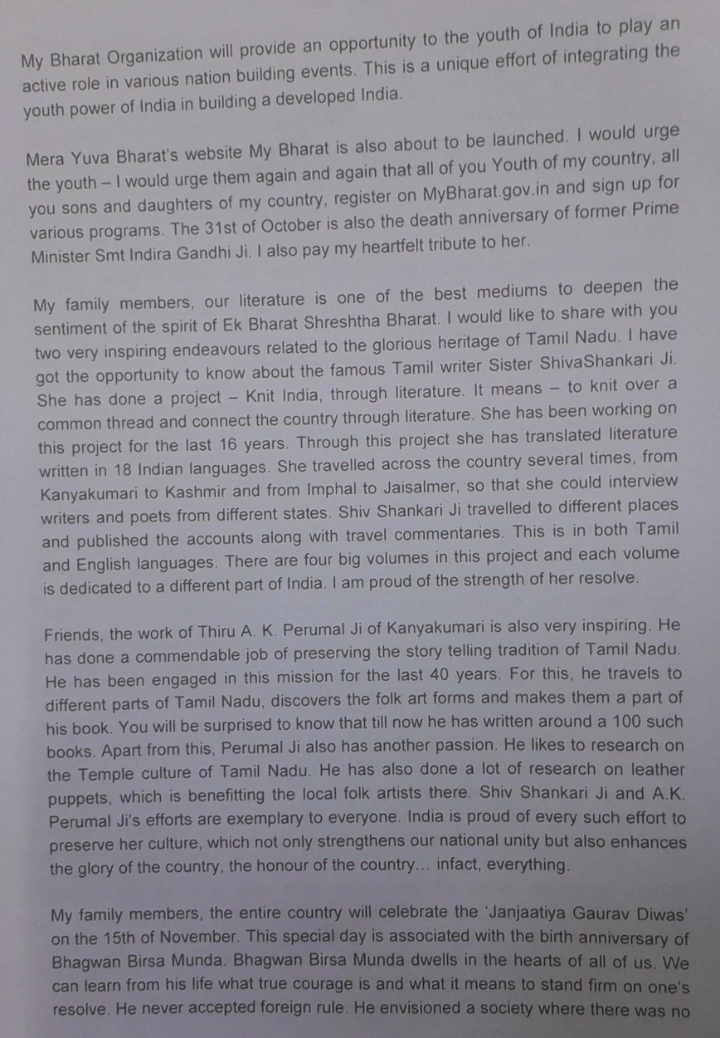 My Bharat Organization will provide an opportunity to the youth of India to play an
active role in various nation building events. This is a unique effort of integrating the
youth power of India in building a developed India.
Mera Yuva Bharat's website My Bharat is also about to be launched. I would urge
the youth – I would urge them again and again that all of you Youth of my country, all
you sons and daughters of my country, register on MyBharat.gov.in and sign up for
various programs. The 31st of October is also the death anniversary of former Prime
Minister Smt Indira Gandhi Ji. I also pay my heartfelt tribute to her.
My family members, our literature is one of the best mediums to deepen the
sentiment of the spirit of Ek Bharat Shreshtha Bharat. I would like to share with you
two very inspiring endeavours related to the glorious heritage of Tamil Nadu. I have
got the opportunity to know about the famous Tamil writer Sister ShivaShankari Ji.
She has done a project – Knit India, through literature. It means – to knit over a
common thread and connect the country through literature. She has been working on
this project for the last 16 years. Through this project she has translated literature
written in 18 Indian languages. She travelled across the country several times, from
Kanyakumari to Kashmir and from Imphal to Jaisalmer, so that she could interview
writers and poets from different states. Shiv Shankari Ji travelled to different places
and published the accounts along with travel commentaries. This is in both Tamil
and English languages. There are four big volumes in this project and each volume
is dedicated to a different part of India. I am proud of the strength of her resolve.
Friends, the work of Thiru A. K. Perumal Ji of Kanyakumari is also very inspiring. He
has done a commendable job of preserving the story telling tradition of Tamil Nadu.
He has been engaged in this mission for the last 40 years. For this, he travels to
different parts of Tamil Nadu, discovers the folk art forms and makes them a part of
his book. You will be surprised to know that till now he has written around a 100 such
books. Apart from this, Perumal Ji also has another passion. He likes to research on
the Temple culture of Tamil Nadu. He has also done a lot of research on leather
puppets, which is benefitting the local folk artists there. Shiv Shankari Ji and A.K.
Perumal Ji's efforts are exemplary to everyone. India is proud of every such effort to
preserve her culture, which not only strengthens our national unity but also enhances
the glory of the country, the honour of the country… infact, everything.
My family members, the entire country will celebrate the 'Janjaatiya Gaurav Diwas'
on the 15th of November. This special day is associated with the birth anniversary of
Bhagwan Birsa Munda. Bhagwan Birsa Munda dwells in the hearts of all of us. We
can learn from his life what true courage is and what it means to stand firm on one's
resolve. He never accepted foreign rule. He envisioned a society where there was no